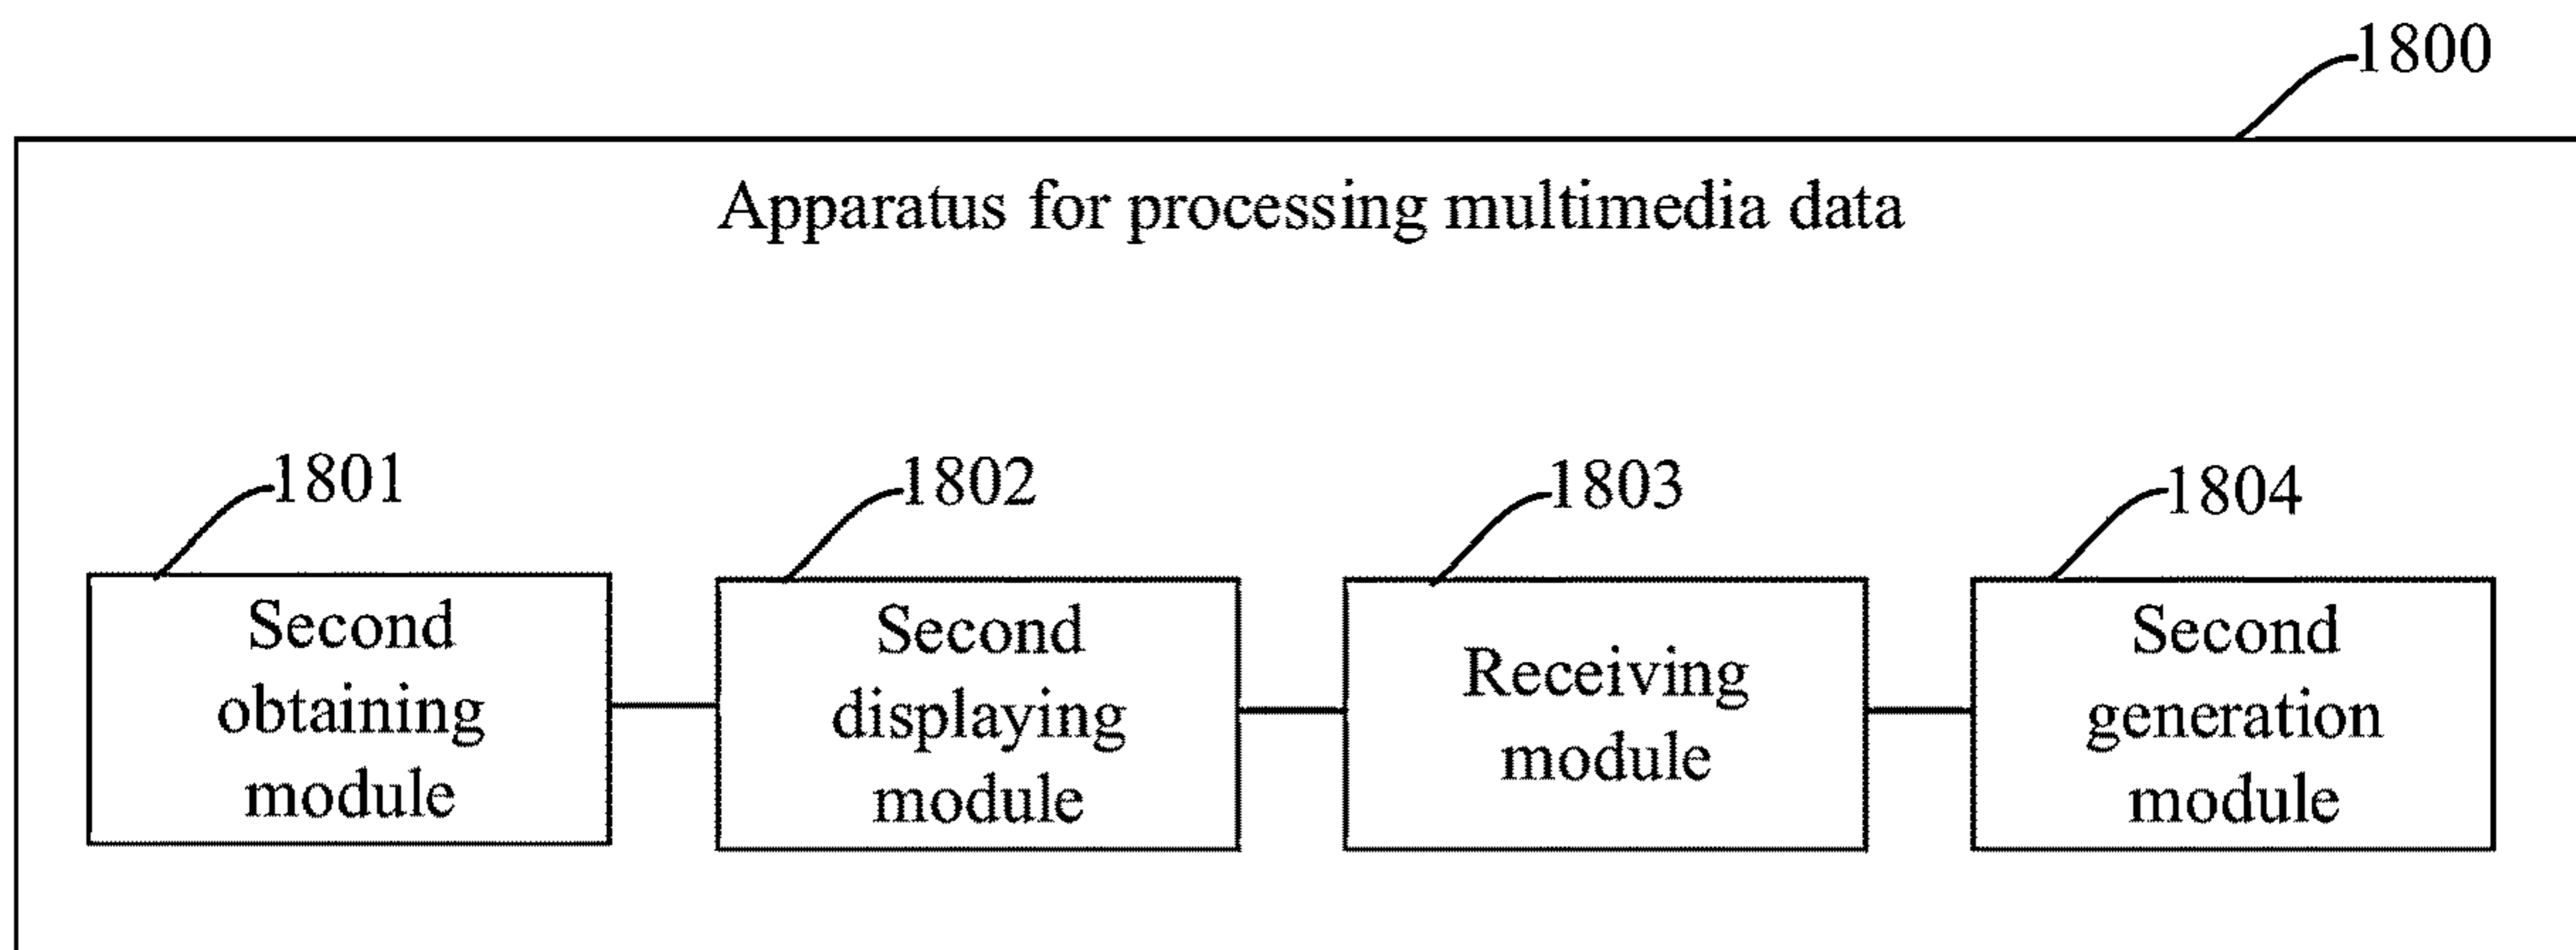 1800
Apparatus for processing multimedia data
1801
1802
1803
1804
Second
obtaining
module
Second
displaying
module
Receiving
module
Second
generation
module